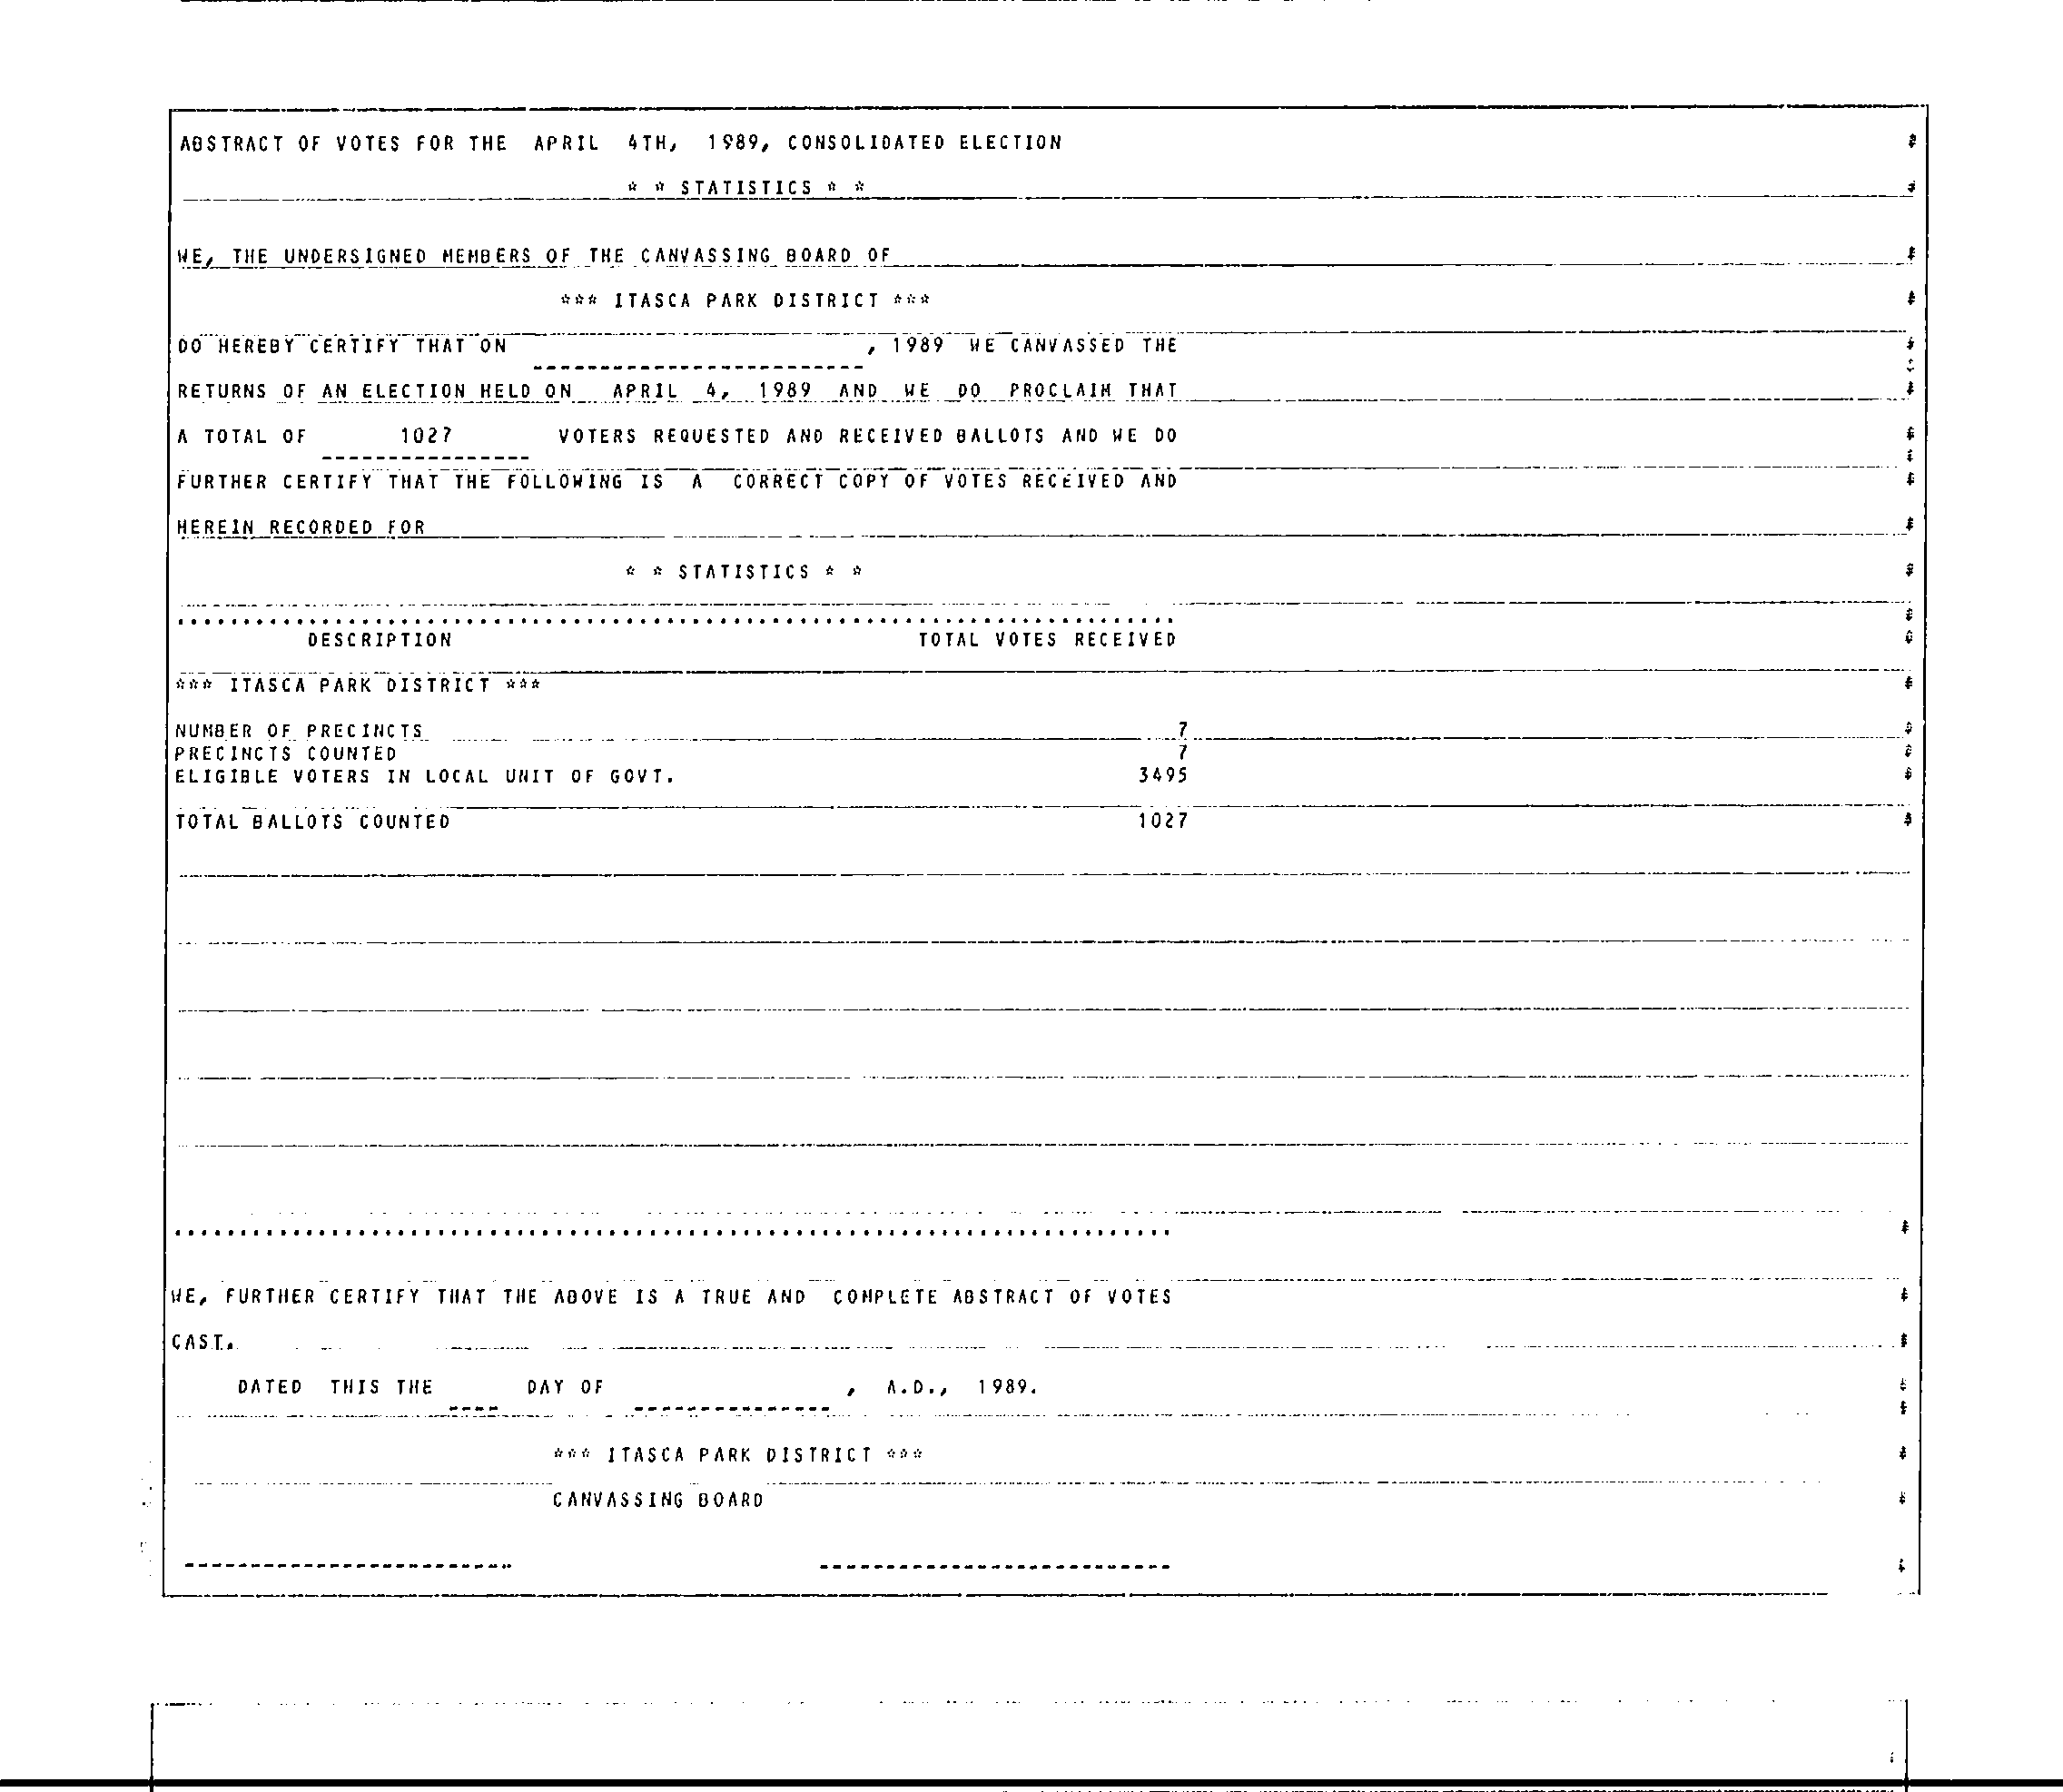 ABSTRACT OF VOTES FOR THE APRIL 4TH, 1989, CONSOLIDATED ELECTION
* * STATISTICS * *
WE, THE UNDERSIGNED MEMBERS OF THE CANVASSING BOARD OF
*** ITASCA PARK DISTRICT ***
DO HEREBY CERTIFY THAT ON , 1989 WE CANVASSED THE
RETURNS OF AN ELECTION HELD ON APRIL 4, 1989 AND WE DO PROCLAIM THAT
A TOTAL OF 1027 VOTERS REQUESTED AND RECEIVED BALLOTS AND WE DO
FURTHER CERTIFY THAT THE FOLLOWING IS A CORRECT COPY OF VOTES RECEIVED AND
HEREIN RECORDED FOR
* * STATISTICS * *
DESCRIPTION TOTAL VOTES RECEIVED
*** ITASCA PARK DISTRICT ***
NUMBER OF PRECINCTS 7
PRECINCTS COUNTED 7
ELIGIBLE VOTERS IN LOCAL UNIT OF GOVT. 3495
TOTAL BALLOTS COUNTED 1027
WE, FURTHER CERTIFY THAT THE ABOVE IS A TRUE AND COMPLETE ABSTRACT OF VOTES
CAST.
DATED THIS THE ---- DAY OF ---------------, A.D., 1989.
*** ITASCA PARK DISTRICT ***
CANVASSING BOARD